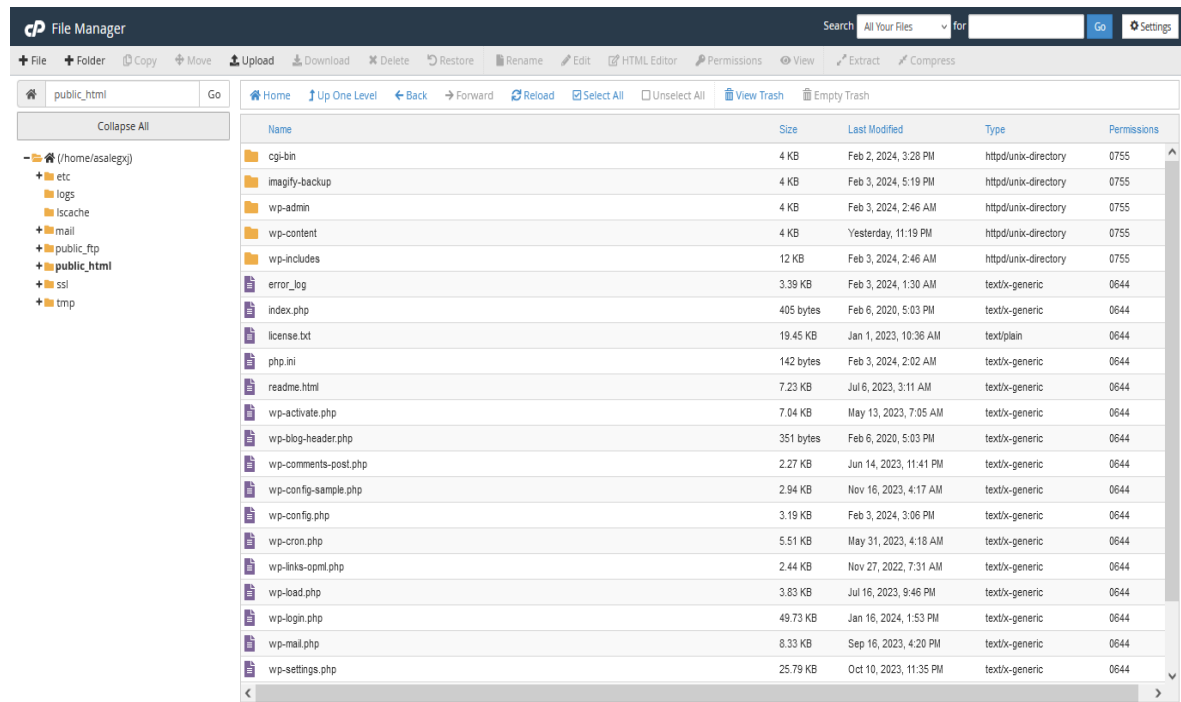 cP File Manager Search All Your Files for Go Settings
File Folder Copy Move Upload Download Delete Restore Rename Edit HTML Editor Permissions View Extract Compress
public_html Go
Home Up One Level Back Forward Reload Select All Unselect All View Trash Empty Trash
Collapse All
(/home/asalegxj)
etc
logs
lscache
mail
public_ftp
public_html
ssl
tmp
Name Size Last Modified Type Permissions
cgi-bin 4 KB Feb 2, 2024, 3:28 PM httpd/unix-directory 0755
imagify-backup 4 KB Feb 3, 2024, 5:19 PM httpd/unix-directory 0755
wp-admin 4 KB Feb 3, 2024, 2:46 AM httpd/unix-directory 0755
wp-content 4 KB Yesterday, 11:19 PM httpd/unix-directory 0755
wp-includes 12 KB Feb 3, 2024, 2:46 AM httpd/unix-directory 0755
error_log 3.39 KB Feb 3, 2024, 1:30 AM text/x-generic 0644
index.php 405 bytes Feb 6, 2020, 5:03 PM text/x-generic 0644
license.txt 19.45 KB Jan 1, 2023, 10:36 AM text/plain 0644
php.ini 142 bytes Feb 3, 2024, 2:02 AM text/x-generic 0644
readme.html 7.23 KB Jul 6, 2023, 3:11 AM text/x-generic 0644
wp-activate.php 7.04 KB May 13, 2023, 7:05 AM text/x-generic 0644
wp-blog-header.php 351 bytes Feb 6, 2020, 5:03 PM text/x-generic 0644
wp-comments-post.php 2.27 KB Jun 14, 2023, 11:41 PM text/x-generic 0644
wp-config-sample.php 2.94 KB Nov 16, 2023, 4:17 AM text/x-generic 0644
wp-config.php 3.19 KB Feb 3, 2024, 3:06 PM text/x-generic 0644
wp-cron.php 5.51 KB May 31, 2023, 4:18 AM text/x-generic 0644
wp-links-opml.php 2.44 KB Nov 27, 2022, 7:31 AM text/x-generic 0644
wp-load.php 3.83 KB Jul 16, 2023, 9:46 PM text/x-generic 0644
wp-login.php 49.73 KB Jan 16, 2024, 1:53 PM text/x-generic 0644
wp-mail.php 8.33 KB Sep 16, 2023, 4:20 PM text/x-generic 0644
wp-settings.php 25.79 KB Oct 10, 2023, 11:35 PM text/x-generic 0644